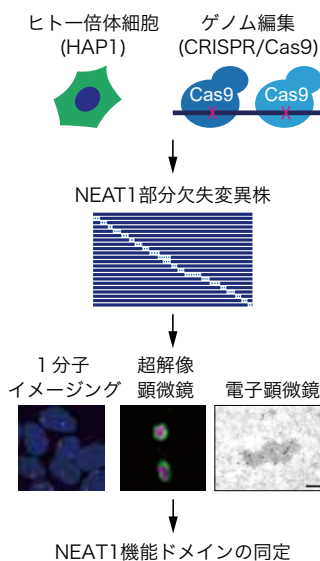 ヒト一倍体細胞
(HAP1)
ゲノム編集
(CRISPR/Cas9)
Cas9
Cas9
NEAT1部分欠失変異株
1分子
イメージング
超解像
顕微鏡
電子顕微鏡
NEAT1機能ドメインの同定